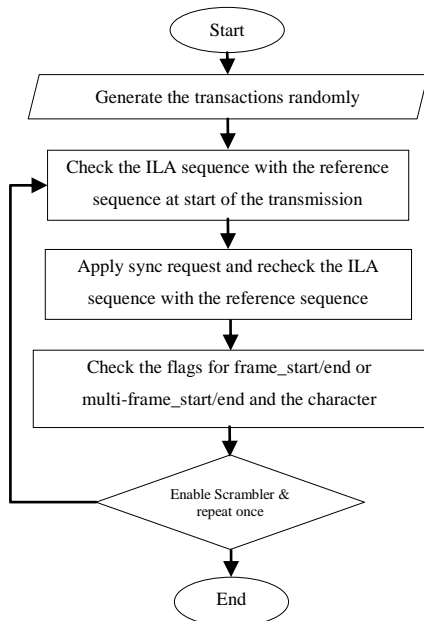 Start
Generate the transactions randomly
Check the ILA sequence with the reference
sequence at start of the transmission
Apply sync request and recheck the ILA
sequence with the reference sequence
Check the flags for frame_start/end or
multi-frame_start/end and the character
Enable Scrambler &
repeat once
End